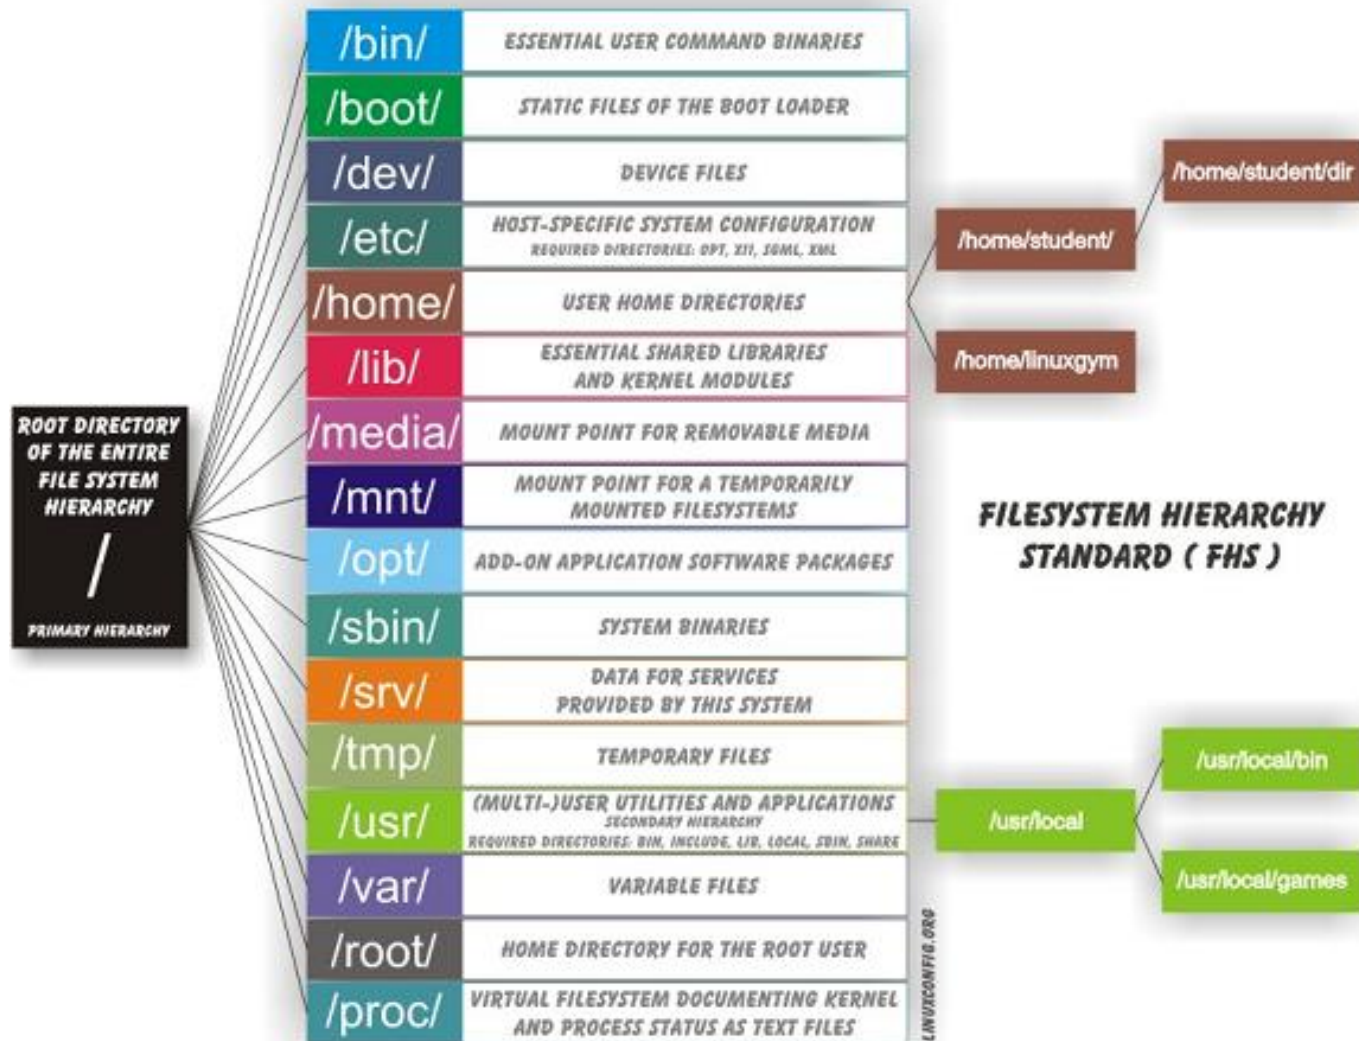 /bin/
ESSENTIAL USER COMMAND BINARIES
/boot/
STATIC FILES OF THE BOOT LOADER
/dev/
DEVICE FILES
/etc/
HOST-SPECIFIC SYSTEM CONFIGURATION
REQUIRED DIRECTORIES: OPT, X11, SGML, XML
/home/
USER HOME DIRECTORIES
/home/student/
/home/student/dir
/home/linuxgym
/lib/
ESSENTIAL SHARED LIBRARIES
AND KERNEL MODULES
/media/
MOUNT POINT FOR REMOVABLE MEDIA
/mnt/
MOUNT POINT FOR A TEMPORARILY
MOUNTED FILESYSTEMS
ROOT DIRECTORY
OF THE ENTIRE
FILE SYSTEM
HIERARCHY
/
PRIMARY HIERARCHY
FILESYSTEM HIERARCHY
STANDARD ( FHS )
/opt/
ADD-ON APPLICATION SOFTWARE PACKAGES
/sbin/
SYSTEM BINARIES
/srv/
DATA FOR SERVICES
PROVIDED BY THIS SYSTEM
/tmp/
TEMPORARY FILES
/usr/
(MULTI-)USER UTILITIES AND APPLICATIONS
SECONDARY HIERARCHY
REQUIRED DIRECTORIES: BIN, INCLUDE, LIB, LOCAL, SBIN, SHARE
/usr/local
/usr/local/bin
/usr/local/games
/var/
VARIABLE FILES
/root/
HOME DIRECTORY FOR THE ROOT USER
/proc/
VIRTUAL FILESYSTEM DOCUMENTING KERNEL
AND PROCESS STATUS AS TEXT FILES
LINUXCONFIG.ORG